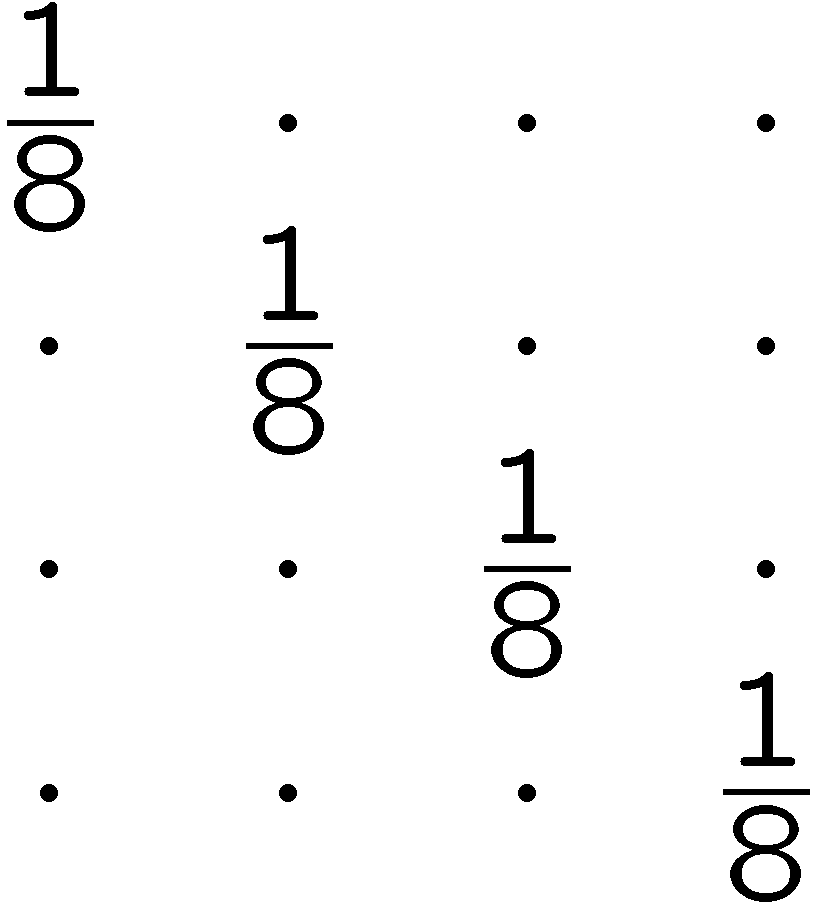 1/8 • • •
• 1/8 • •
• • 1/8 •
• • • 1/8